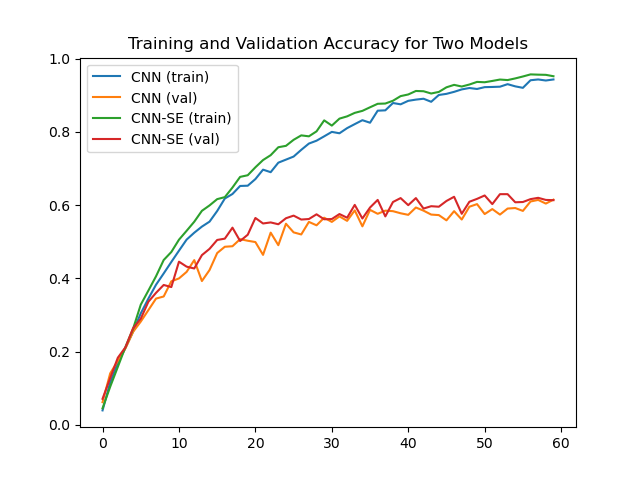 Training and Validation Accuracy for Two Models
CNN (train)
CNN (val)
CNN-SE (train)
CNN-SE (val)
1.0
0.8
0.6
0.4
0.2
0.0
0 10 20 30 40 50 60